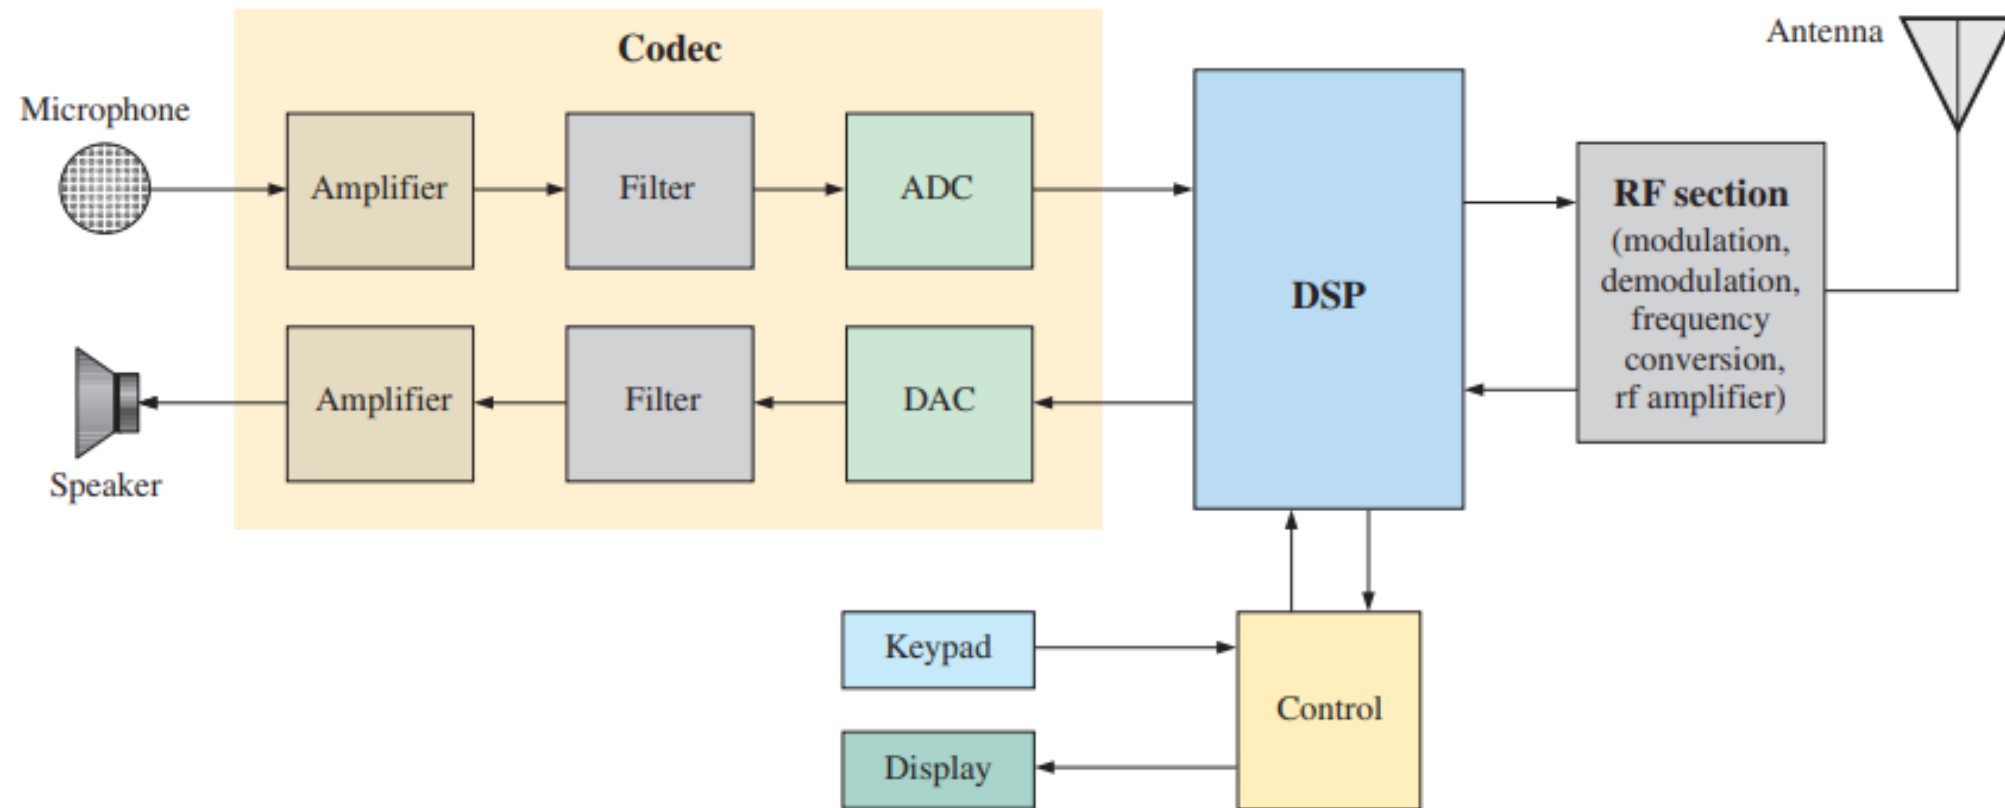 Codec
Antenna
Microphone
Amplifier
Filter
ADC
DSP
RF section
(modulation,
demodulation,
frequency
conversion,
rf amplifier)
Amplifier
Filter
DAC
Speaker
Keypad
Control
Display